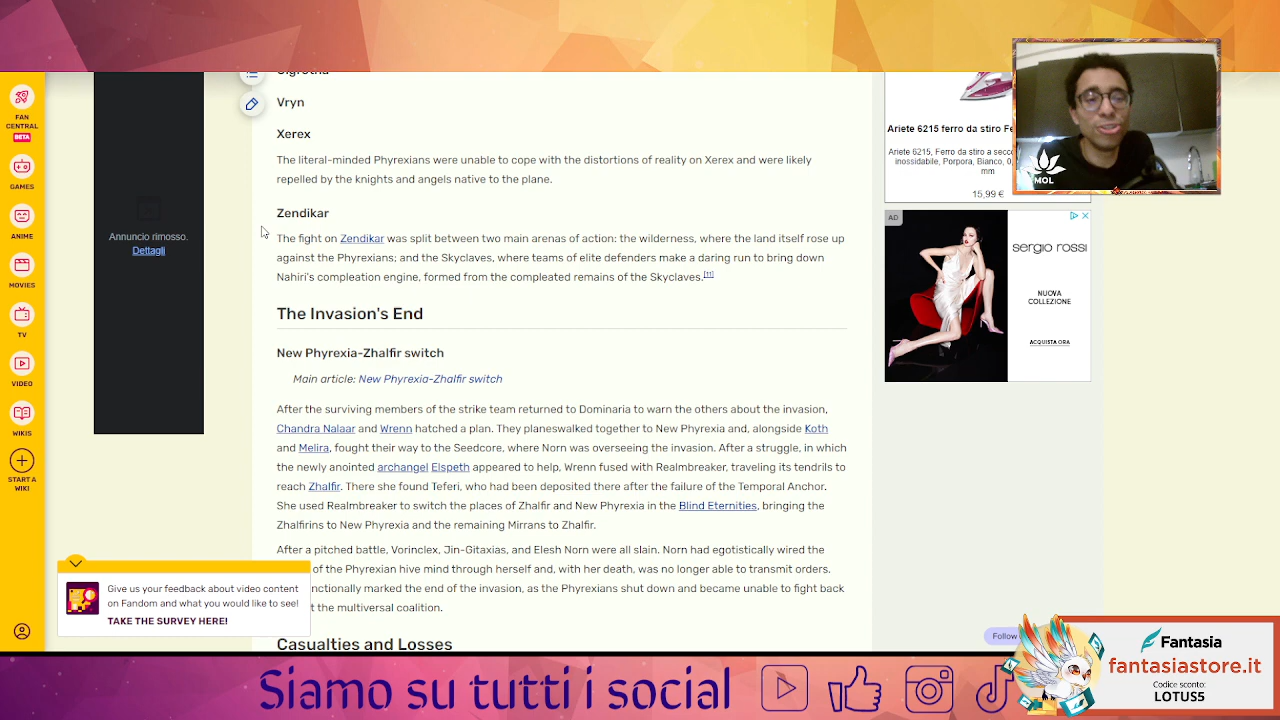 FAN
CENTRAL
BETA
GAMES
ANIME
MOVIES
TV
VIDEO
WIKIS
START A
WIKI
Annuncio rimosso.
Dettagli
Vryn
Xerex
The literal-minded Phyrexians were unable to cope with the distortions of reality on Xerex and were likely
repelled by the knights and angels native to the plane.
Zendikar
The fight on Zendikar was split between two main arenas of action: the wilderness, where the land itself rose up
against the Phyrexians; and the Skyclaves, where teams of elite defenders make a daring run to bring down
Nahiri's compleation engine, formed from the compleated remains of the Skyclaves.[11]
The Invasion's End
New Phyrexia-Zhalfir switch
Main article: New Phyrexia-Zhalfir switch
After the surviving members of the strike team returned to Dominaria to warn the others about the invasion,
Chandra Nalaar and Wrenn hatched a plan. They planeswalked together to New Phyrexia and, alongside Koth
and Melira, fought their way to the Seedcore, where Norn was overseeing the invasion. After a struggle, in which
the newly anointed archangel Elspeth appeared to help, Wrenn fused with Realmbreaker, traveling its tendrils to
reach Zhalfir. There she found Teferi, who had been deposited there after the failure of the Temporal Anchor.
She used Realmbreaker to switch the places of Zhalfir and New Phyrexia in the Blind Eternities, bringing the
Zhalfirins to New Phyrexia and the remaining Mirrans to Zhalfir.
After a pitched battle, Vorinclex, Jin-Gitaxias, and Elesh Norn were all slain. Norn had egotistically wired the
of the Phyrexian hive mind through herself and, with her death, was no longer able to transmit orders.
nctionally marked the end of the invasion, as the Phyrexians shut down and became unable to fight back
t the multiversal coalition.
Casualties and Losses
Give us your feedback about video content
on Fandom and what you would like to see!
TAKE THE SURVEY HERE!
Ariete 6215 ferro da stiro Fe
Ariete 6215, Ferro da stiro a secco
inossidabile, Porpora, Bianco, 0,
mm
15,99 €
MOL
AD
sergio rossi
NUOVA
COLLEZIONE
ACQUISTA ORA
Follow
Fantasia
fantasiastore.it
Codice sconto:
LOTUS5
Siamo su tutti i social